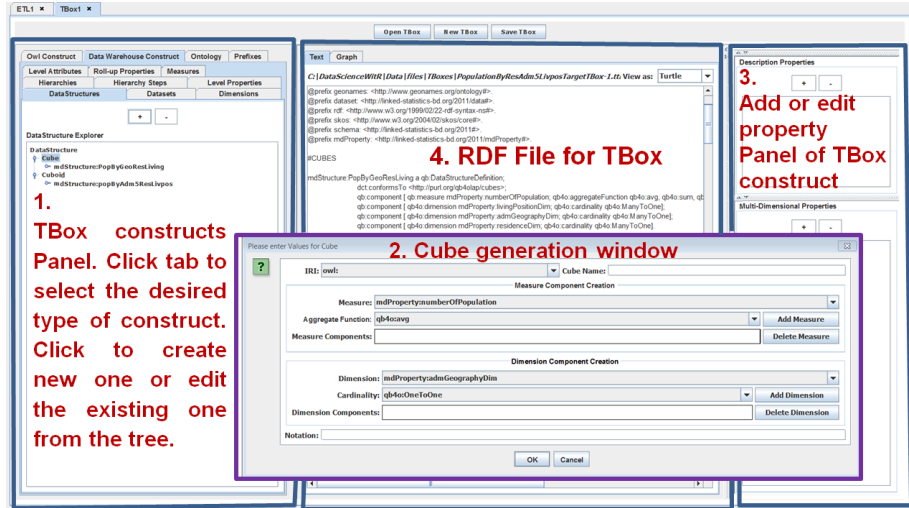 ETL1 ×
TBox1 ×
Open TBox
New TBox
Save TBox
Owl Construct
Data Warehouse Construct
Ontology
Prefixes
Level Attributes
Roll-up Properties
Measures
Hierarchies
Hierarchy Steps
Level Properties
DataStructures
Datasets
Dimensions
+
-
DataStructure Explorer
DataStructure
Cube
mdStructure:PopByGeoResLiving
Cuboid
mdStructure:popByAdm5ResLivpos
1.
TBox constructs
Panel. Click tab to
select the desired
type of construct.
Click to create
new one or edit
the existing one
from the tree.
Text
Graph
C:\DataScienceWitR\Data\files\TBoxes\PopulationByResAdm5LivposTargetTBox-1.tt View as: Turtle
@prefix geonames: <http://www.geonames.org/ontology#>.
@prefix dataset: <http://linked-statistics-bd.org/2011/data#>.
@prefix rdf: <http://www.w3.org/1999/02/22-rdf-syntax-ns#>.
@prefix skos: <http://www.w3.org/2004/02/skos/core#>.
@prefix schema: <http://linked-statistics-bd.org/2011#>.
@prefix mdProperty: <http://linked-statistics-bd.org/2011/mdProperty#>.
#CUBES
4. RDF File for TBox
mdStructure:PopByGeoResLiving a qb:DataStructureDefinition;
dct:conformsTo <http://purl.org/qb4olap/cubes>;
qb:component [ qb:measure mdProperty:numberOfPopulation; qb4o:aggregateFunction qb4o:avg, qb4o:sum, qb
qb:component [ qb4o:dimension mdProperty:livingPositionDim; qb4o:cardinality qb4o:ManyToOne];
qb:component [ qb4o:dimension mdProperty:admGeographyDim; qb4o:cardinality qb4o:ManyToOne];
qb:component [ qb4o:dimension mdProperty:residenceDim; qb4o:cardinality qb4o:ManyToOne].
Description Properties
+
-
3.
Add or edit
property
Panel of TBox
construct
Multi-Dimensional Properties
+
-
Please enter Values for Cube
2. Cube generation window
?
IRI: owl:
Cube Name:
Measure Component Creation
Measure: mdProperty:numberOfPopulation
Aggregate Function: qb4o:avg
Add Measure
Measure Components:
Delete Measure
Dimension Component Creation
Dimension: mdProperty:admGeographyDim
Cardinality: qb4o:OneToOne
Add Dimension
Dimension Components:
Delete Dimension
Notation:
OK
Cancel